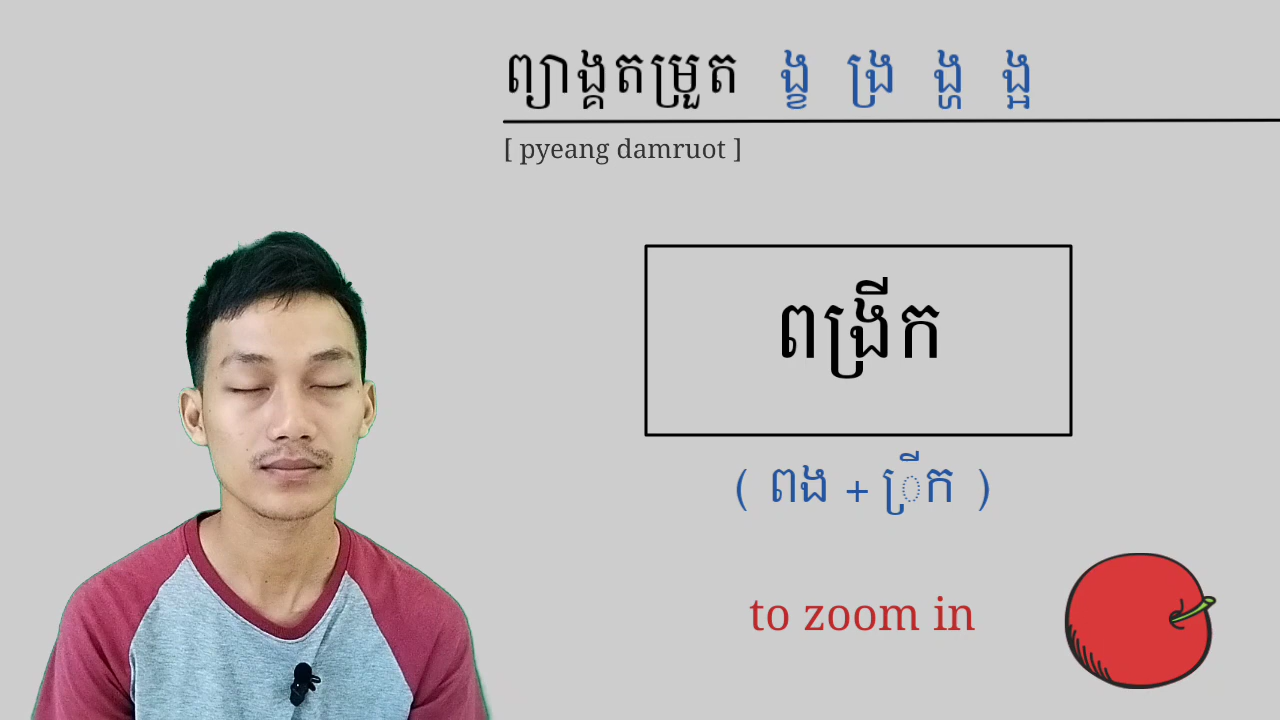 ព្យាង្គតម្រួត ង្ខ ង្រ ង្ហ ង្អ
[ pyeang damruot ]
ពង្រីក
( ពង + ្រីក )
to zoom in